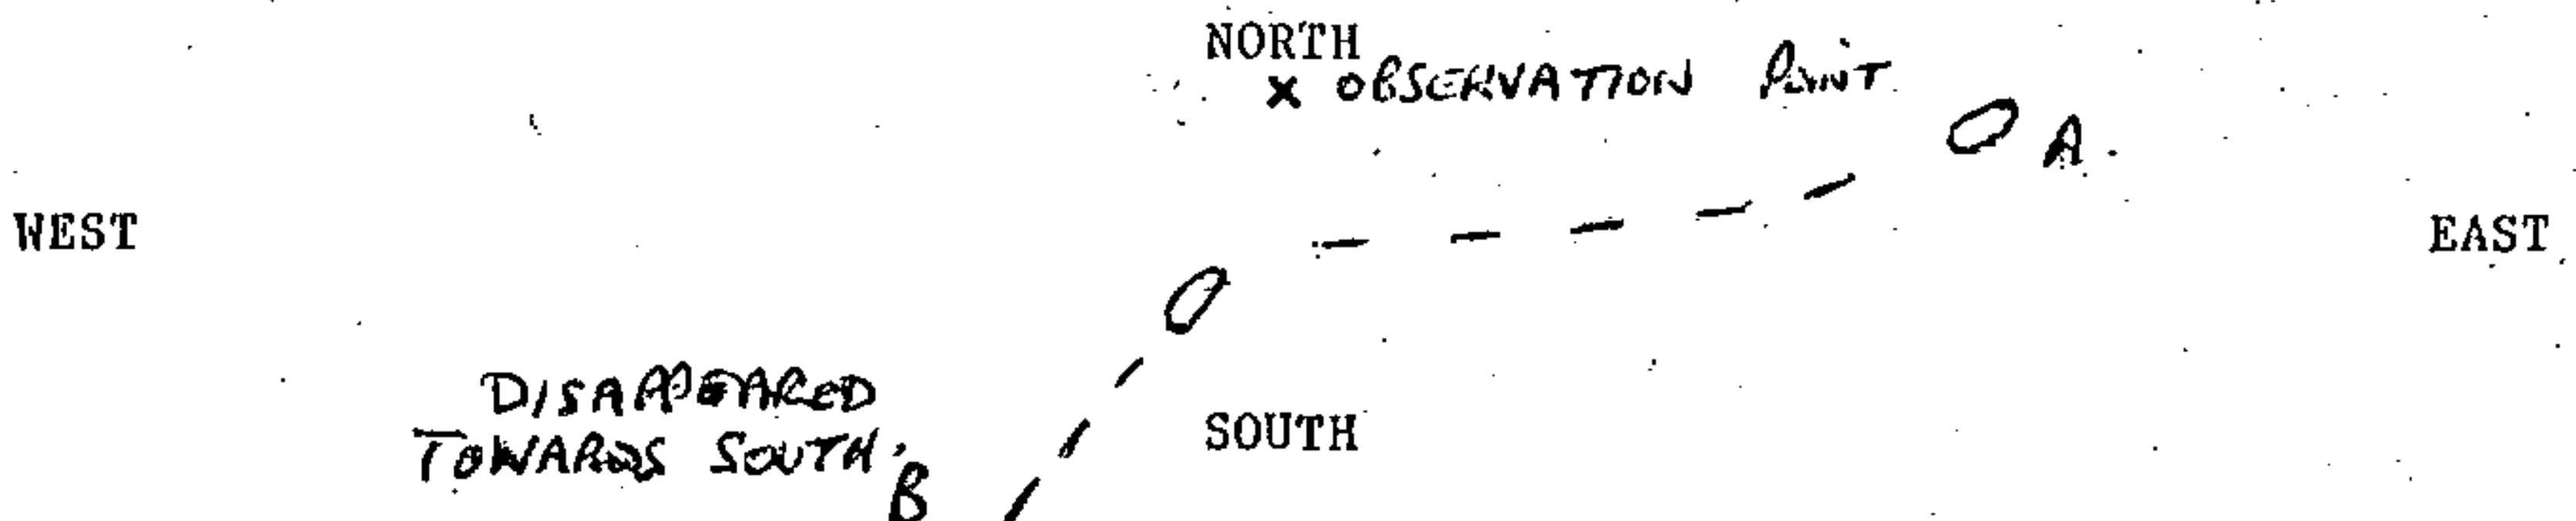 NORTH
X OBSERVATION POINT
A.
WEST
EAST
DISAPPEARED
TOWARDS SOUTH.
SOUTH
B